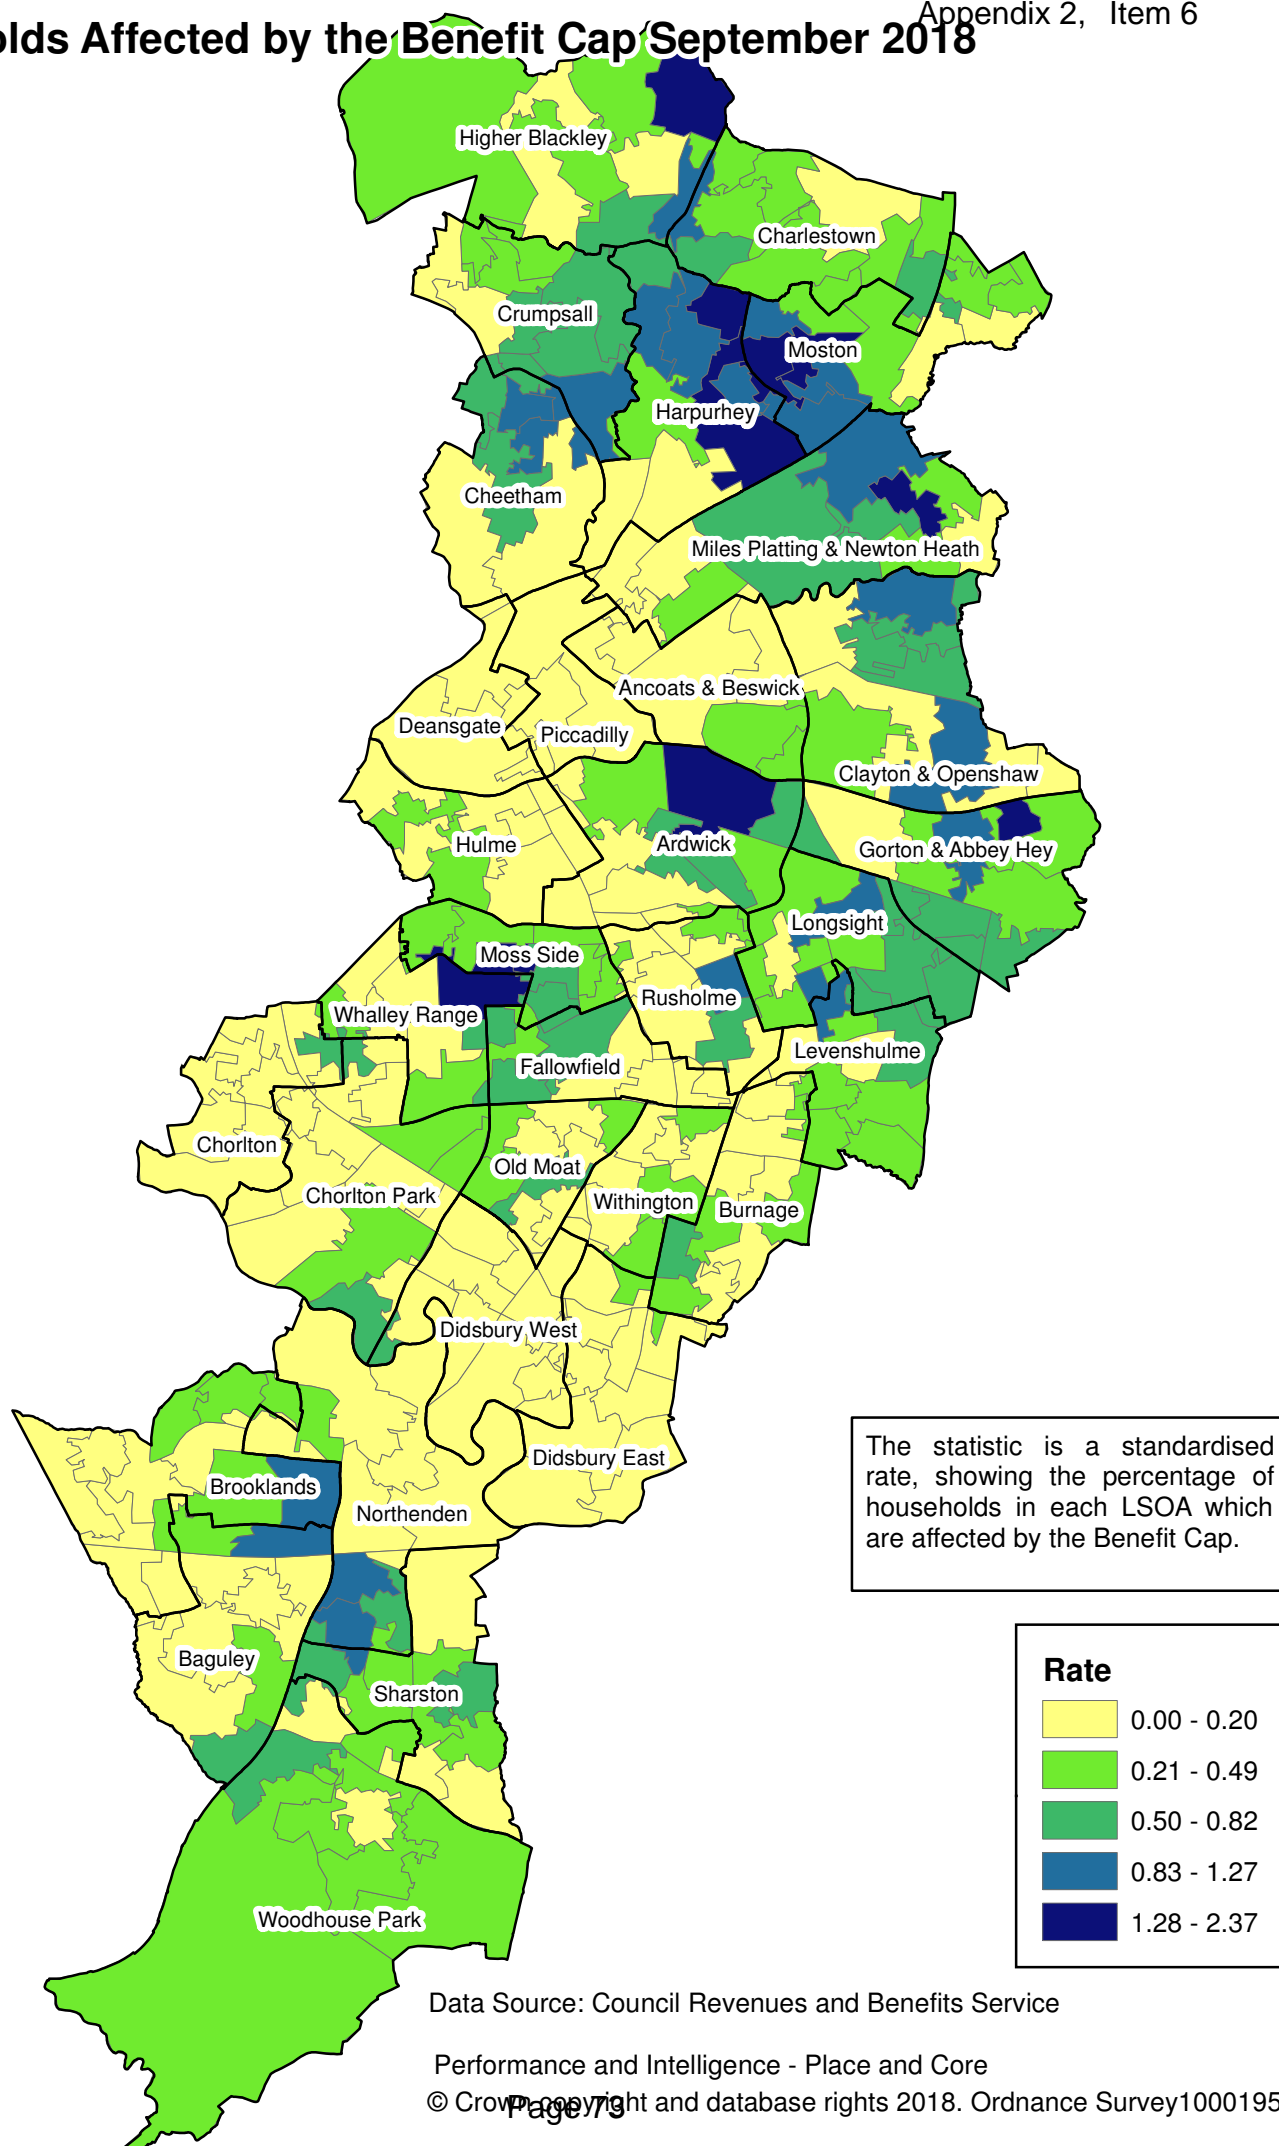 Appendix 2, Item 6
olds Affected by the Benefit Cap September 2018
Higher Blackley
Charlestown
Crumpsall
Moston
Harpurhey
Cheetham
Miles Platting & Newton Heath
Ancoats & Beswick
Deansgate
Piccadilly
Clayton & Openshaw
Hulme
Ardwick
Gorton & Abbey Hey
Longsight
Moss Side
Rusholme
Whalley Range
Levenshulme
Fallowfield
Chorlton
Old Moat
Chorlton Park
Withington
Burnage
Didsbury West
Didsbury East
Brooklands
Northenden
The statistic is a standardised
rate, showing the percentage of
households in each LSOA which
are affected by the Benefit Cap.
Baguley
Sharston
Woodhouse Park
Rate
0.00 - 0.20
0.21 - 0.49
0.50 - 0.82
0.83 - 1.27
1.28 - 2.37
Data Source: Council Revenues and Benefits Service
Performance and Intelligence - Place and Core
© Crown copyright and database rights 2018. Ordnance Survey1000195
Page 73